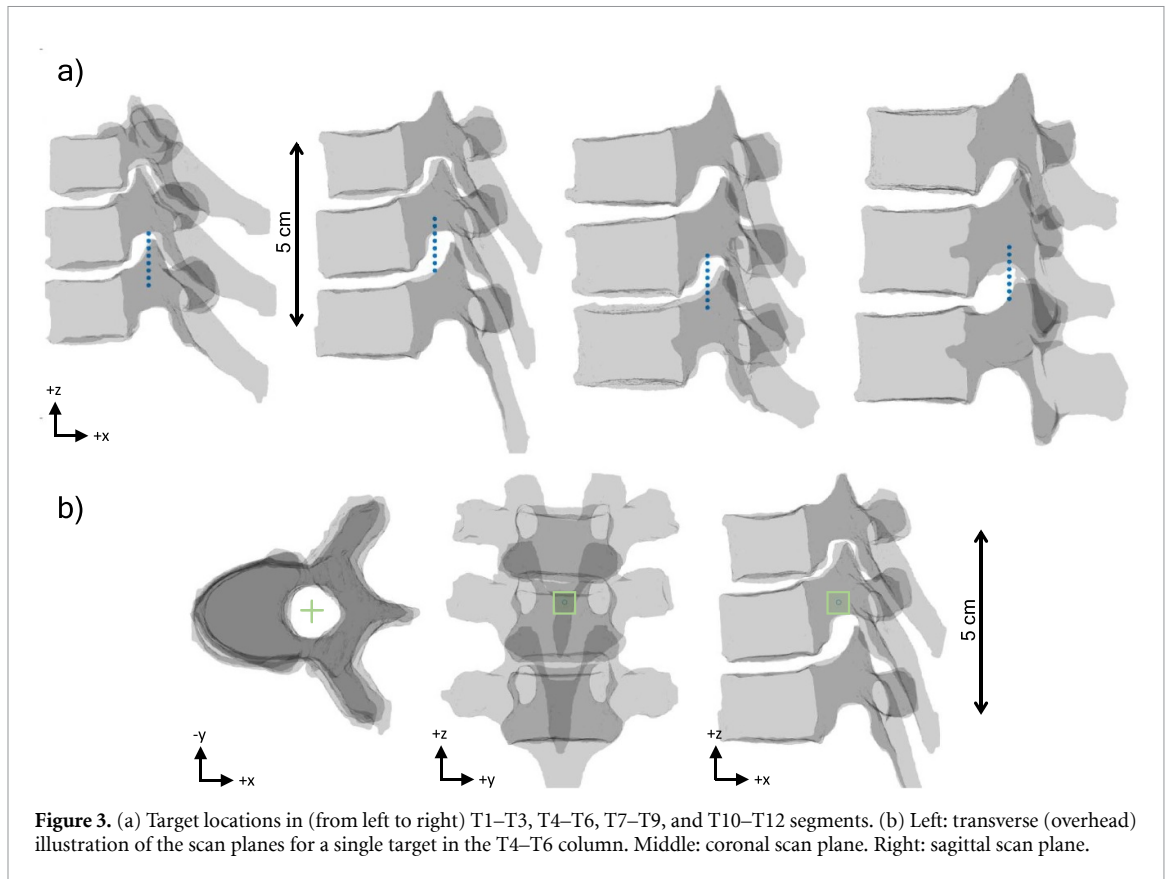 a)
5 cm
+z
+x
b)
5 cm
-y
+x
+z
+y
+z
+x
Figure 3. (a) Target locations in (from left to right) T1–T3, T4–T6, T7–T9, and T10–T12 segments. (b) Left: transverse (overhead)
illustration of the scan planes for a single target in the T4–T6 column. Middle: coronal scan plane. Right: sagittal scan plane.